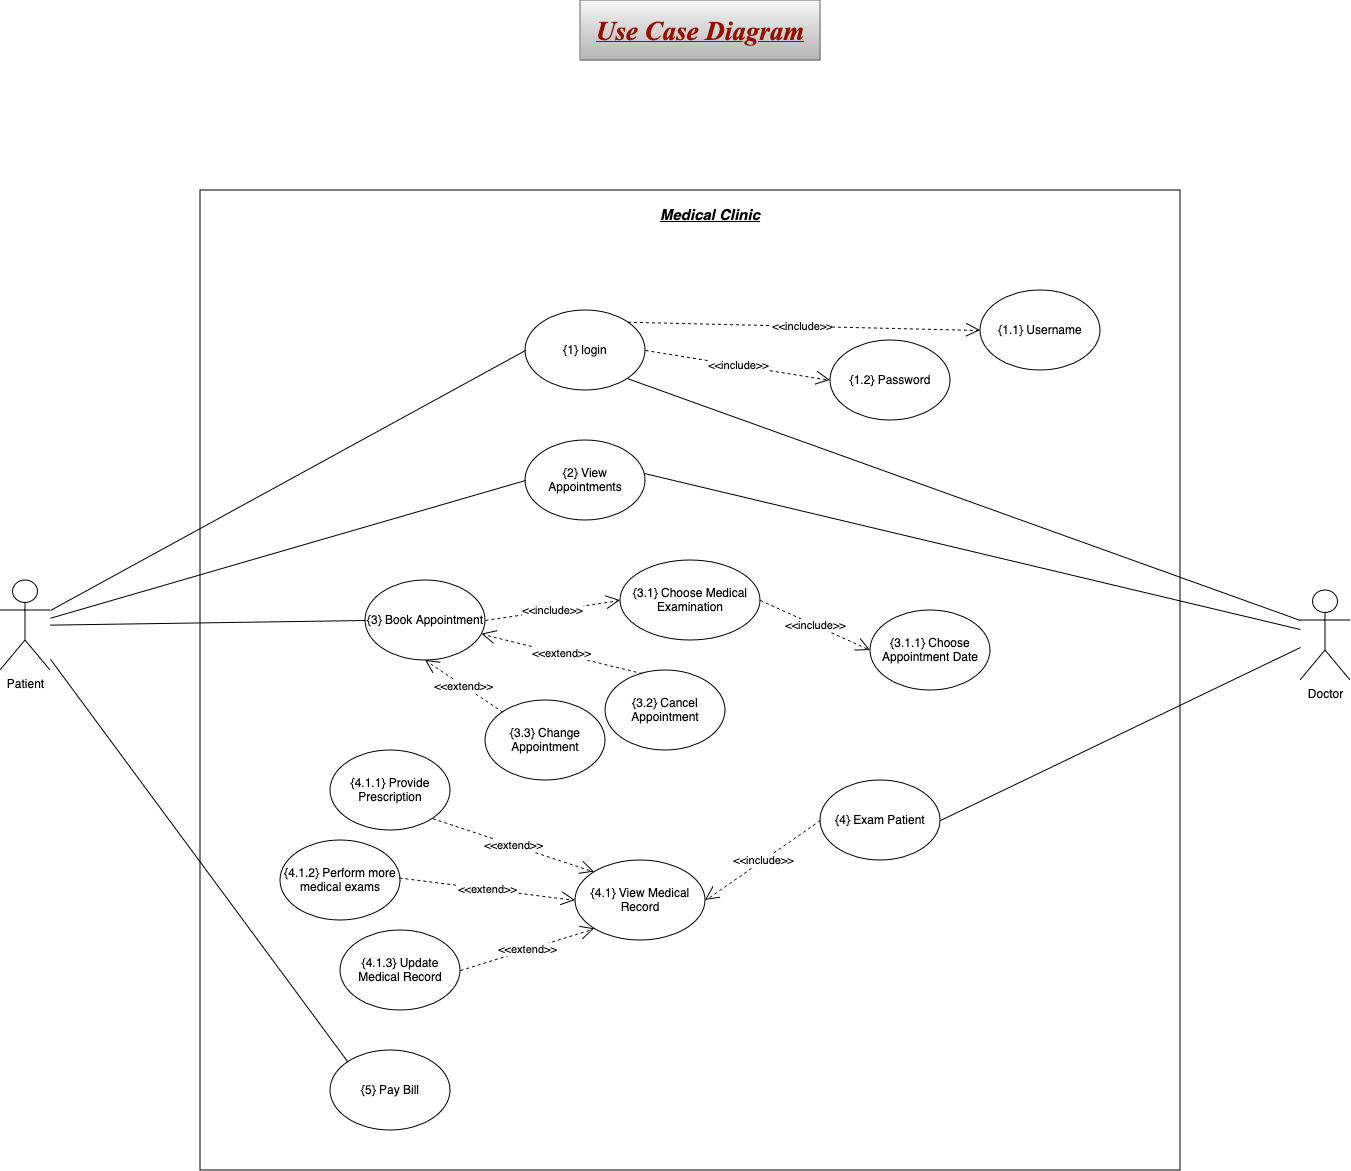 Use Case Diagram
Medical Clinic
{1} login
<<include>>
{1.1} Username
<<include>>
{1.2} Password
{2} View
Appointments
{3} Book Appointment
<<include>>
{3.1} Choose Medical
Examination
<<include>>
{3.1.1} Choose
Appointment Date
<<extend>>
{3.2} Cancel
Appointment
<<extend>>
{3.3} Change
Appointment
Patient
Doctor
{4.1.1} Provide
Prescription
<<extend>>
{4} Exam Patient
<<include>>
{4.1.2} Perform more
medical exams
<<extend>>
{4.1} View Medical
Record
{4.1.3} Update
Medical Record
<<extend>>
{5} Pay Bill